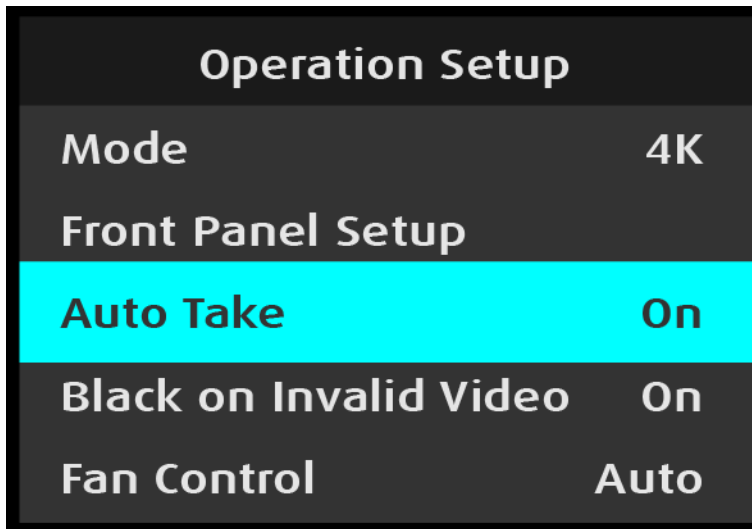 Operation Setup
Mode 4K
Front Panel Setup
Auto Take On
Black on Invalid Video On
Fan Control Auto